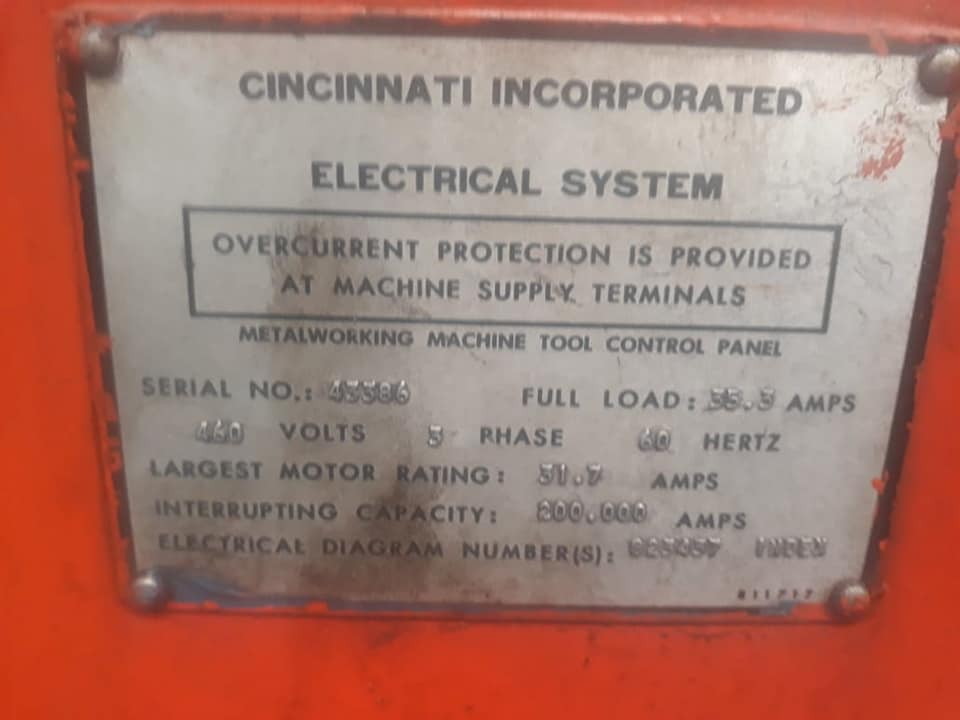 CINCINNATI INCORPORATED
ELECTRICAL SYSTEM
OVERCURRENT PROTECTION IS PROVIDED
AT MACHINE SUPPLY TERMINALS
METALWORKING MACHINE TOOL CONTROL PANEL
SERIAL NO.: FULL LOAD: AMPS
460 VOLTS 3 PHASE 60 HERTZ
LARGEST MOTOR RATING: 31.7 AMPS
INTERRUPTING CAPACITY: 200.000 AMPS
ELECTRICAL DIAGRAM NUMBER(S): INDEX